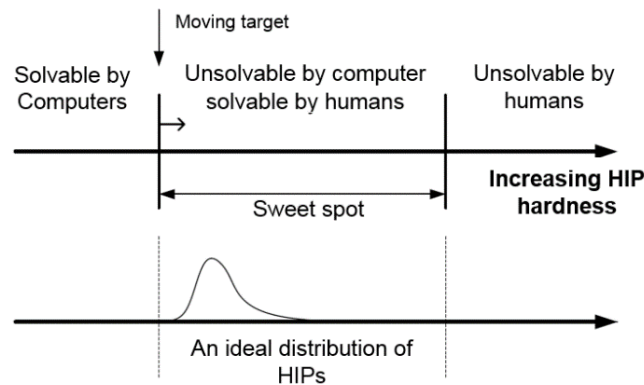 Moving target
Solvable by
Computers
Unsolvable by computer
solvable by humans
Unsolvable by
humans
Increasing HIP
hardness
Sweet spot
An ideal distribution of
HIPs